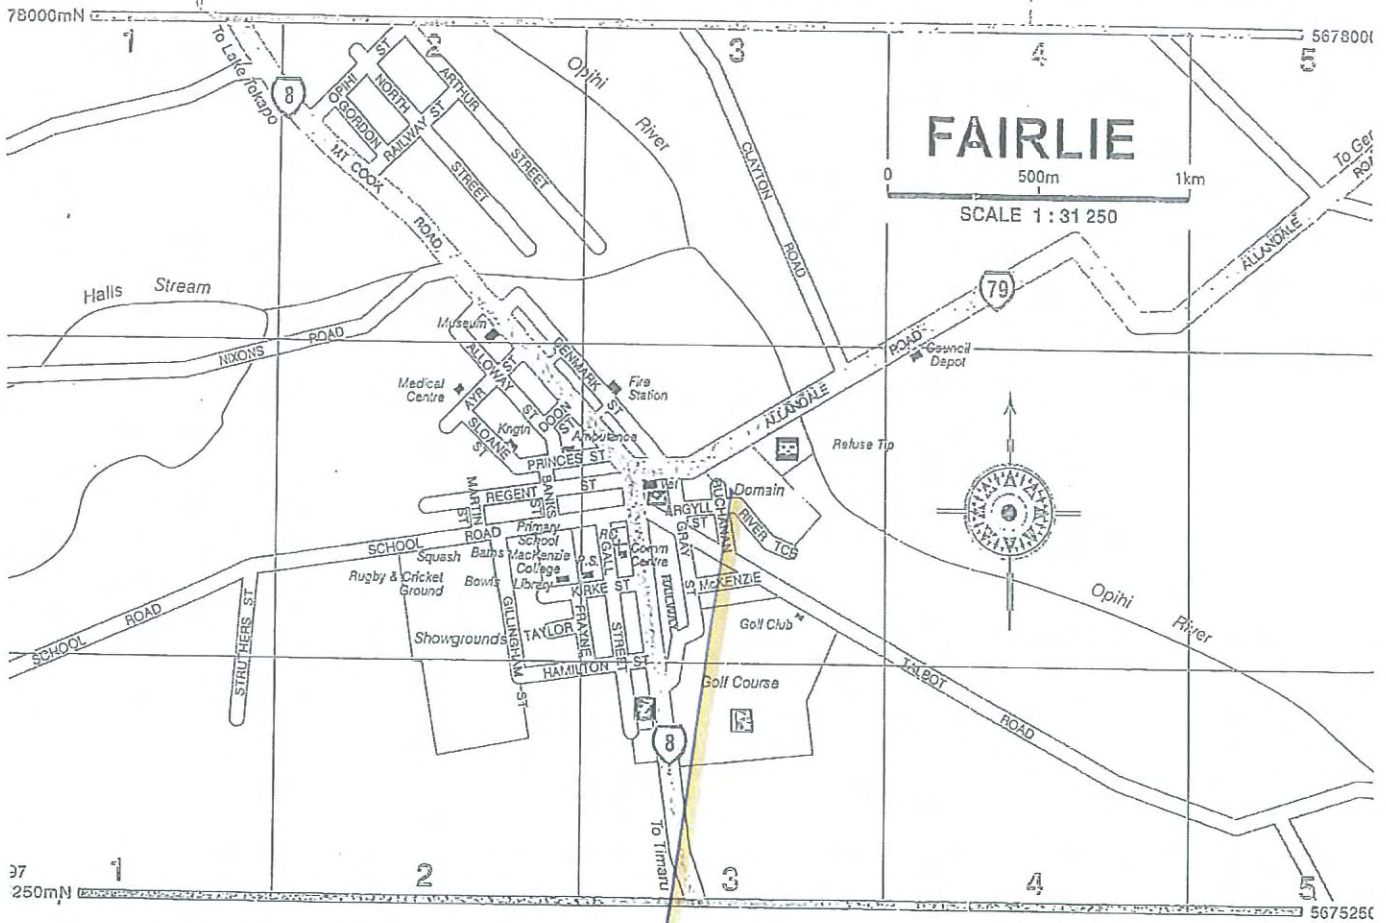 78000mN
1
3
4
5
5678000
To Lake Tekapo
8
OPIHI ST
GORDON
NORTH
RAILWAY ST
ARTHUR
STREET
STREET
MT COOK
ROAD
Opihi
River
CLAYTON
ROAD
FAIRLIE
0 500m 1km
SCALE 1 : 31 250
ALLANDALE
79
Halls Stream
NIXONS ROAD
Museum
ALLOWAY
ST
DENMARK
ST
ROAD
Council
Depot
Medical
Centre
AYR
ST
DOON
ST
Fire
Station
SLOANE
ST
Kngtn
Ambulance
ALLANDALE
Refuse Tip
PRINCES ST
REGENT ST
MARTIN
ST
BANKS
ST
BUCHANAN
Domain
ARGYLL
ST
RIVER TCE
GRAY
ST
SCHOOL ROAD
Primary
School
Squash
Baths
MacKenzie
College
Comm
Centre
P.S.
Rugby & Cricket
Ground
Bowls
Library
KIRKE ST
McKENZIE
Opihi
River
STRUTHERS ST
SCHOOL ROAD
GILLINGHAM
ST
TAYLOR
FRAYNE
STREET
Golf Club
Showgrounds
HAMILTON ST
Golf Course
TALBOT
ROAD
8
To Timaru
97
1
2
3
4
5
250mN
5675250